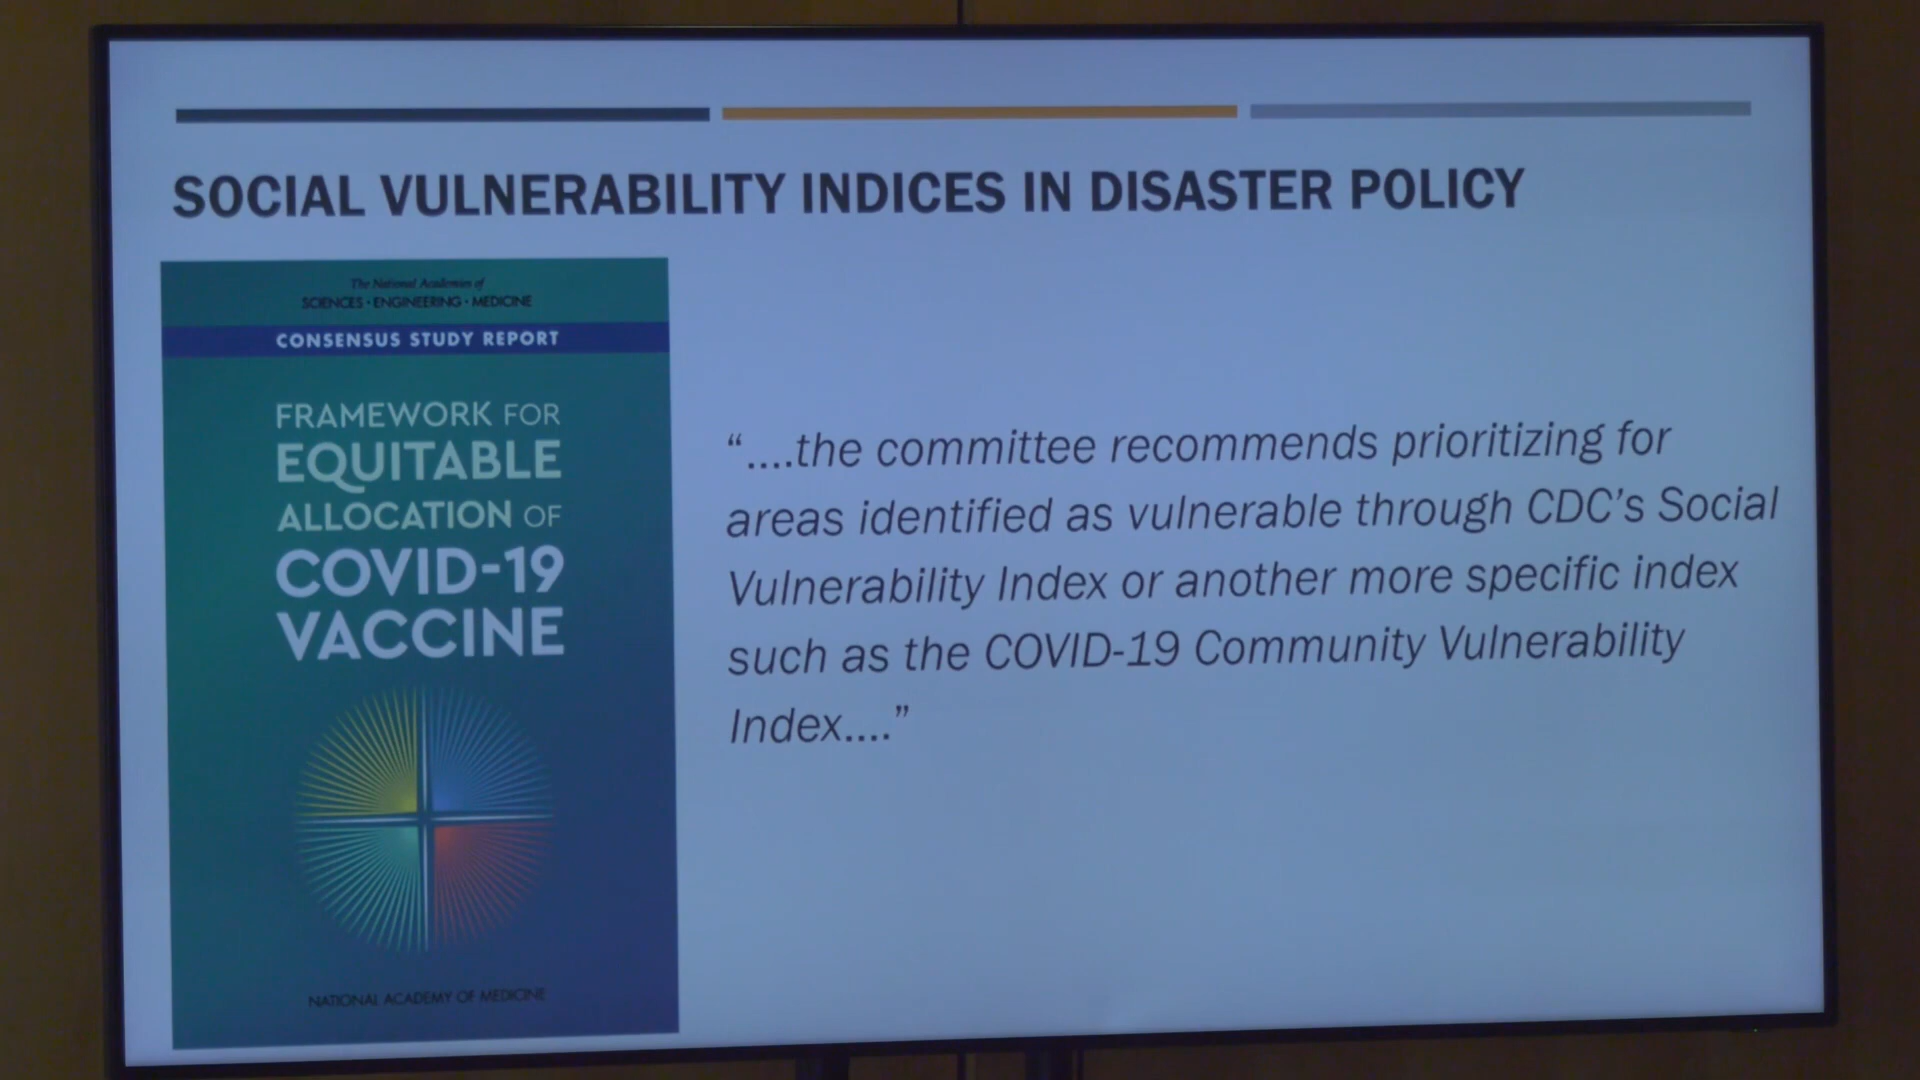 SOCIAL VULNERABILITY INDICES IN DISASTER POLICY
The National Academies of
SCIENCES • ENGINEERING • MEDICINE
CONSENSUS STUDY REPORT
FRAMEWORK FOR
EQUITABLE
ALLOCATION OF
COVID-19
VACCINE
NATIONAL ACADEMY OF MEDICINE
“....the committee recommends prioritizing for
areas identified as vulnerable through CDC’s Social
Vulnerability Index or another more specific index
such as the COVID-19 Community Vulnerability
Index....”